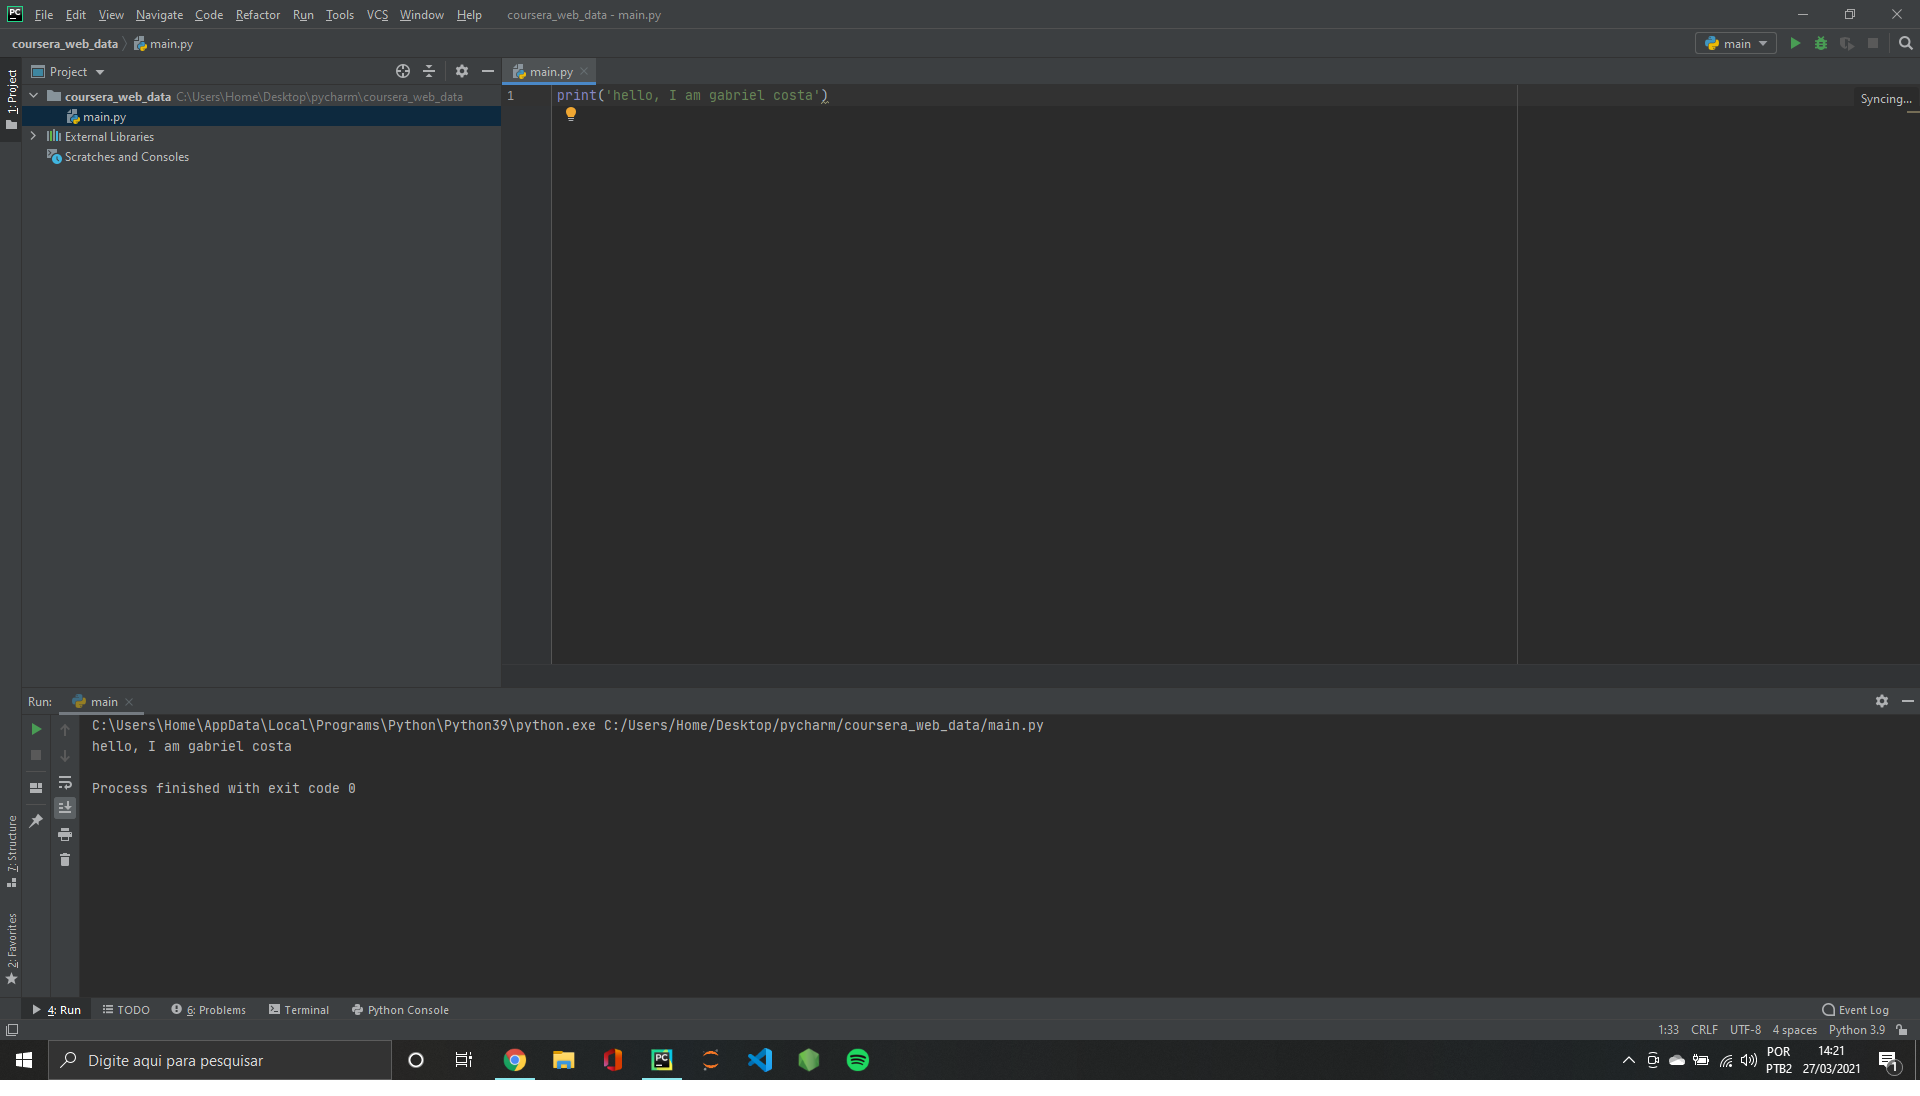 PC File Edit View Navigate Code Refactor Run Tools VCS Window Help coursera_web_data - main.py
coursera_web_data main.py main
1: Project
Project
main.py
coursera_web_data C:\Users\Home\Desktop\pycharm\coursera_web_data
main.py
External Libraries
Scratches and Consoles
1 print('hello, I am gabriel costa')
Syncing...
Run: main
C:\Users\Home\AppData\Local\Programs\Python\Python39\python.exe C:/Users/Home/Desktop/pycharm/coursera_web_data/main.py
hello, I am gabriel costa
Process finished with exit code 0
7: Structure
2: Favorites
4: Run TODO 6: Problems Terminal Python Console Event Log
1:33 CRLF UTF-8 4 spaces Python 3.9
Digite aqui para pesquisar PC
POR 14:21
PTB2 27/03/2021 1